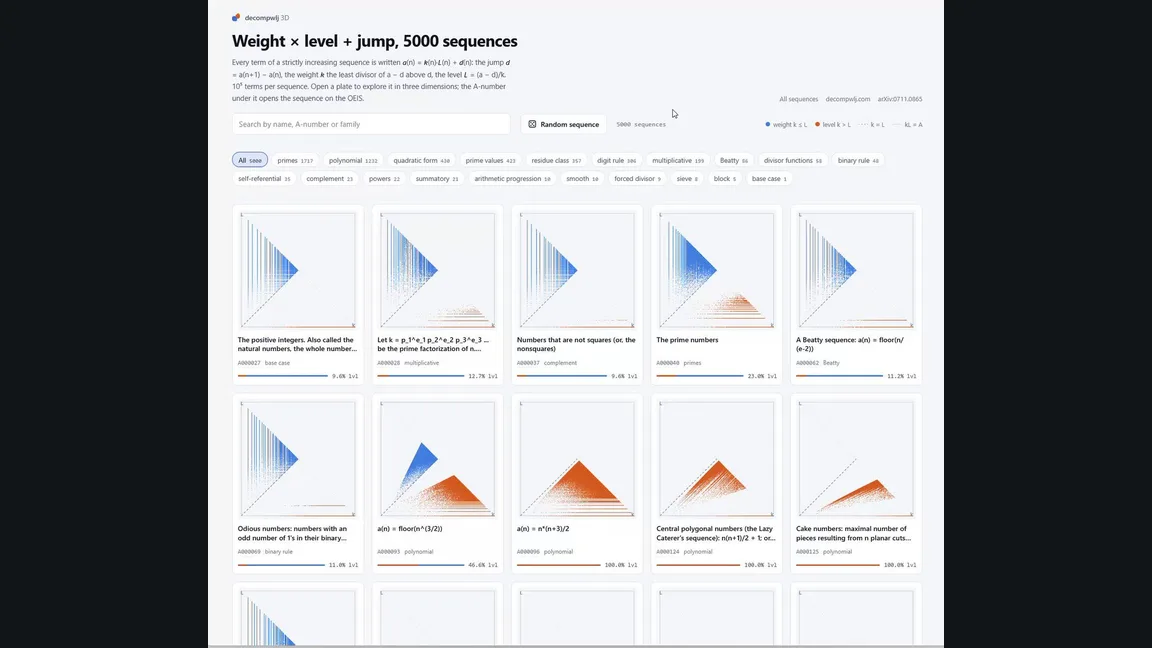 decompwlj 3D
Weight × level + jump, 5000 sequences
Every term of a strictly increasing sequence is written a(n) = k(n)·L(n) + d(n): the jump d
= a(n+1) − a(n), the weight k the least divisor of a − d above d, the level L = (a − d)/k.
terms per sequence. Open a plate to explore it in three dimensions; the A-number
under it opens the sequence on the OEIS.
All sequences decompwlj.com arXiv:0711.0865
Search by name, A-number or family
Random sequence
5000 sequences
weight k ≤ L level k > L k = L kL = A
All 5000 primes 1717 polynomial 1232 quadratic form 430 prime values 423 residue class 357 digit rule 306 multiplicative Beatty divisor functions binary rule
self-referential complement 23 powers 22 summatory 21 arithmetic progression 10 smooth 10 forced divisor 9 sieve block 5 base case 1
The positive integers. Also called the
natural numbers, the whole number…
A000027 base case
9.6% lvl
Let k = p_1^e_1 p_2^e_2 p_3^e_3 ...
be the prime factorization of n.…
A000028 multiplicative
12.7% lvl
Numbers that are not squares (or, the
nonsquares)
A000037 complement
9.6% lvl
The prime numbers
A000040 primes
23.0% lvl
A Beatty sequence: a(n) = floor(n/
(e-2))
A000062 Beatty
11.2% lvl
Odious numbers: numbers with an
odd number of 1's in their binary…
A000069 binary rule
11.0% lvl
a(n) = floor(n^(3/2))
A000093 polynomial
46.6% lvl
a(n) = n*(n+3)/2
A000096 polynomial
100.0% lvl
Central polygonal numbers (the Lazy
Caterer's sequence): n(n+1)/2 + 1; or…
A000124 polynomial
100.0% lvl
Cake numbers: maximal number of
pieces resulting from n planar cuts…
A000125 polynomial
100.0% lvl